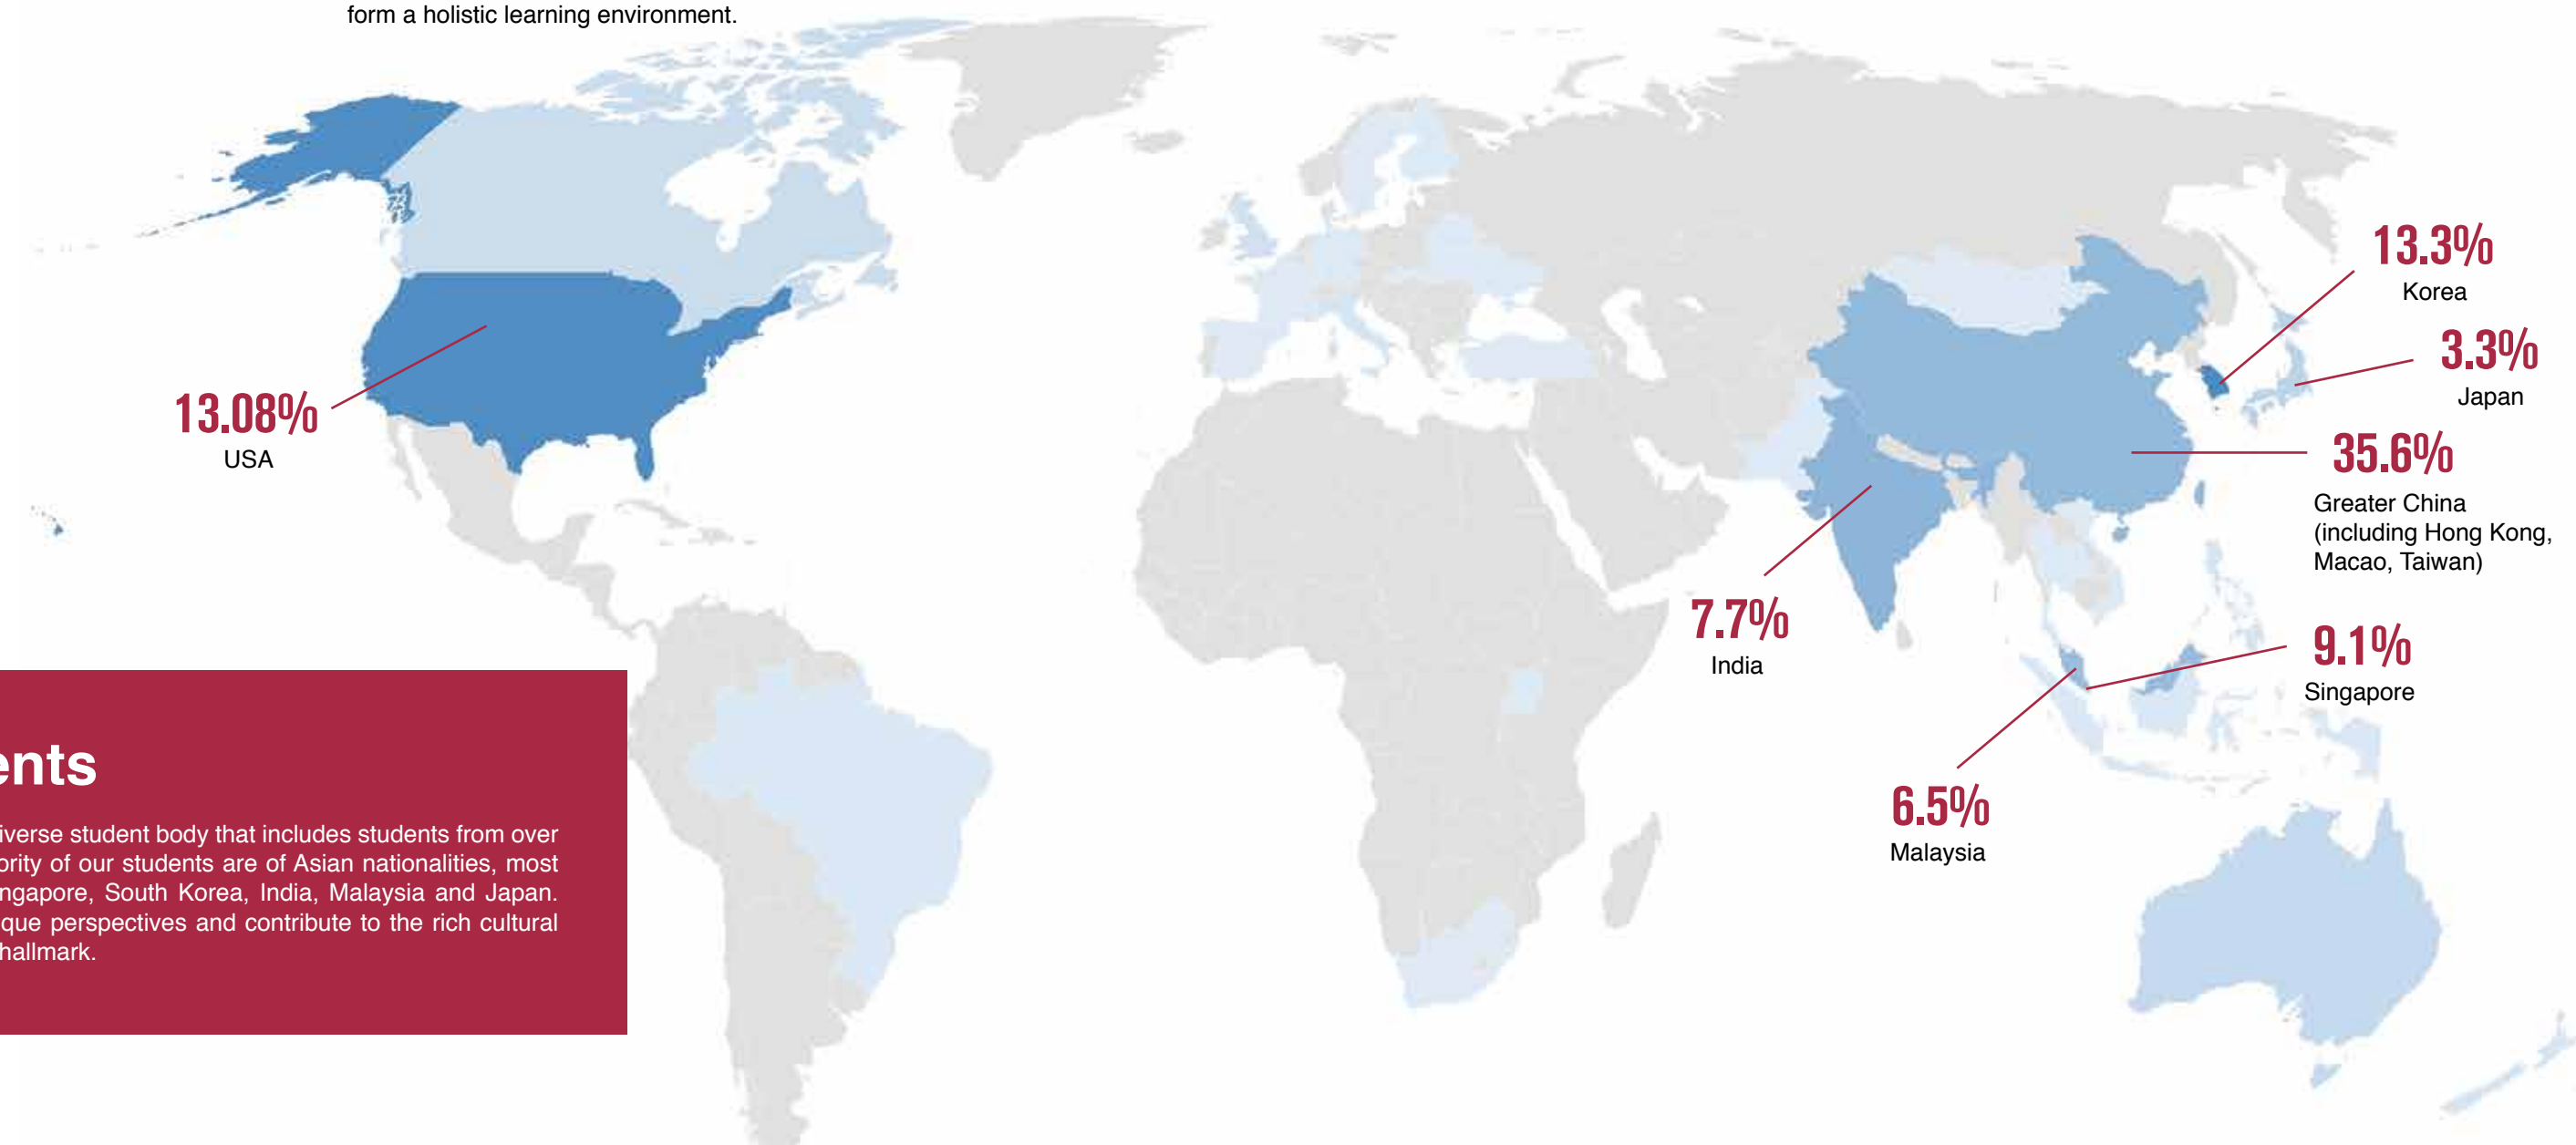 form a holistic learning environment.
13.3%
Korea
3.3%
Japan
13.08%
USA
35.6%
Greater China
(including Hong Kong,
Macao, Taiwan)
7.7%
India
9.1%
Singapore
6.5%
Malaysia
ents
iverse student body that includes students from over
ority of our students are of Asian nationalities, most
ngapore, South Korea, India, Malaysia and Japan.
que perspectives and contribute to the rich cultural
hallmark.